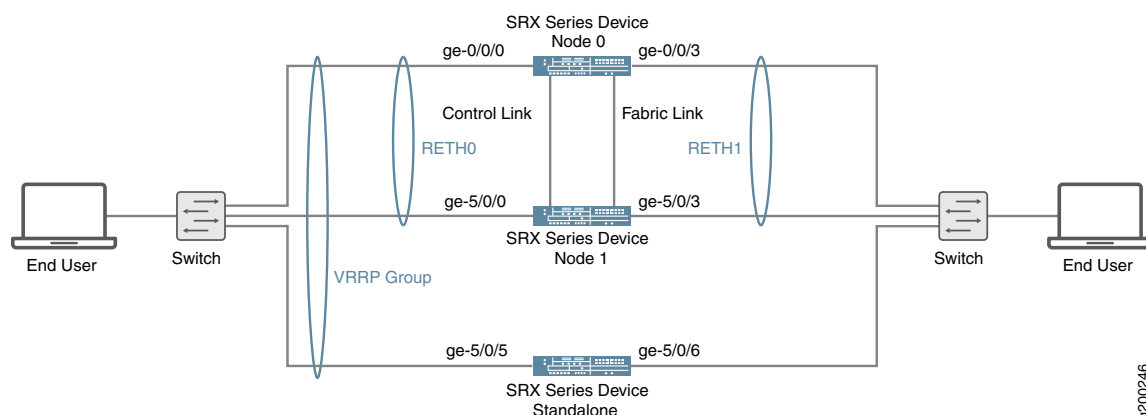 SRX Series Device
Node 0
ge-0/0/0
ge-0/0/3
Control Link
Fabric Link
RETH0
RETH1
ge-5/0/0
ge-5/0/3
SRX Series Device
Node 1
End User
Switch
Switch
End User
VRRP Group
ge-5/0/5
ge-5/0/6
SRX Series Device
Standalone